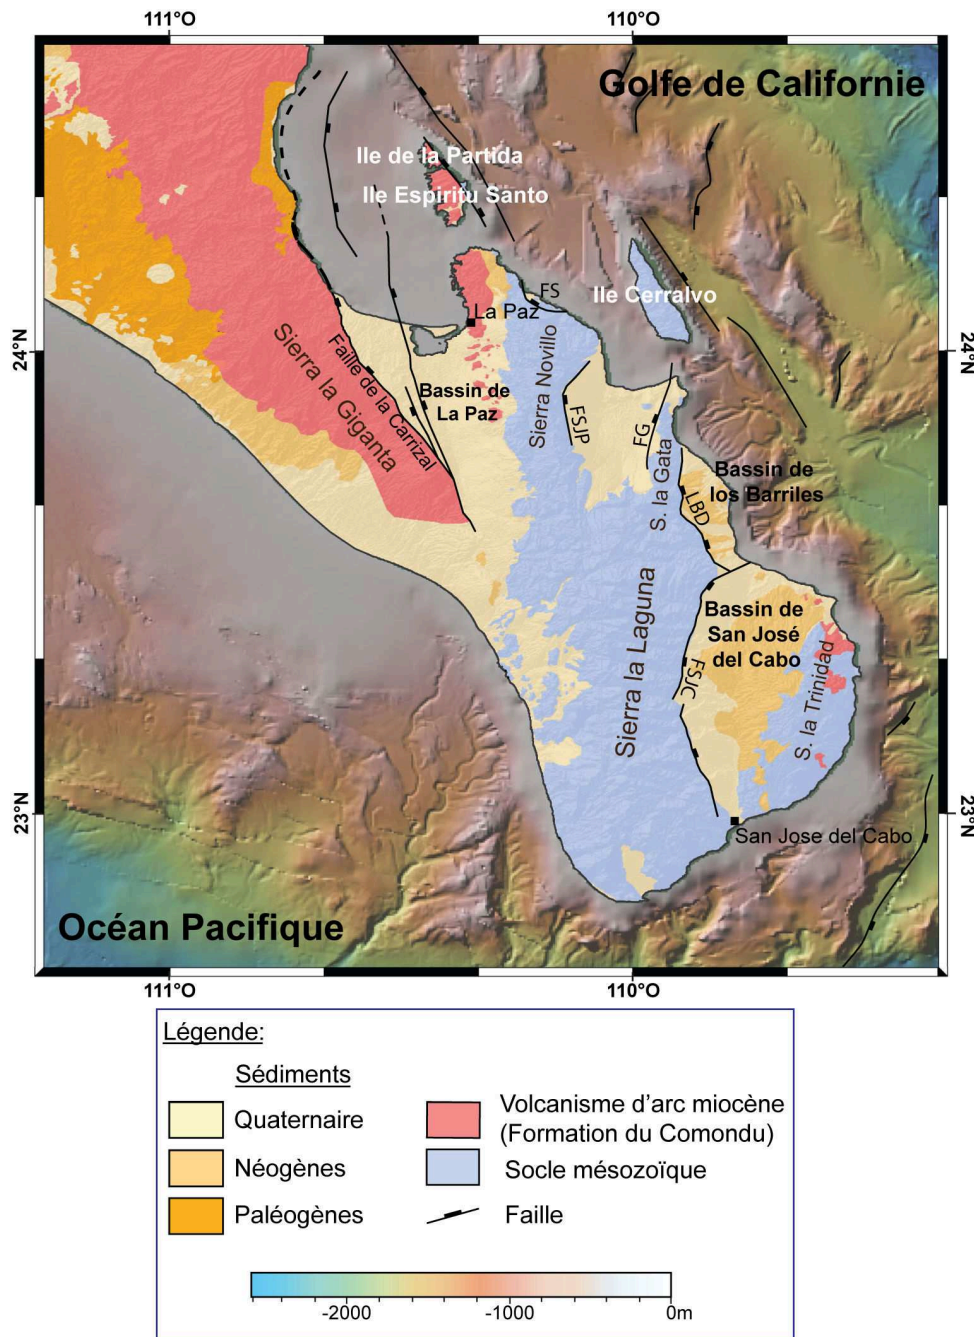 111°O
110°O
Golfe de Californie
Ile de la Partida
Ile Espiritu Santo
FS
Ile Cerralvo
La Paz
24°N
24°N
Sierra la Giganta
Faille de la Carrizal
Bassin de
La Paz
Sierra Novillo
FSJP
FG
S. la Gata
LBD
Bassin de
los Barriles
Sierra la Laguna
Bassin de
San José
del Cabo
FSJC
S. la Trinidad
23°N
23°N
San Jose del Cabo
Océan Pacifique
111°O
110°O
Légende:
Sédiments
Quaternaire
Néogènes
Paléogènes
Volcanisme d'arc miocène
(Formation du Comondu)
Socle mésozoïque
Faille
-2000
-1000
0m